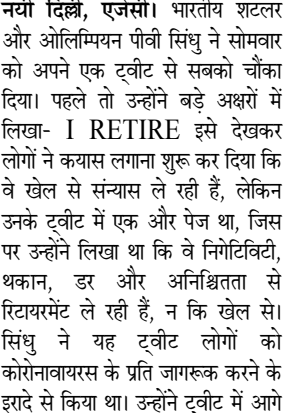 नयी दिल्ली, एजेंसी। भारतीय शटलर
और ओलिम्पियन पीवी सिंधु ने सोमवार
को अपने एक ट्वीट से सबको चौंका
दिया। पहले तो उन्होंने बड़े अक्षरों में
लिखा- I RETIRE इसे देखकर
लोगों ने कयास लगाना शुरू कर दिया कि
वे खेल से संन्यास ले रही हैं, लेकिन
उनके ट्वीट में एक और पेज था, जिस
पर उन्होंने लिखा था कि वे निगेटिविटी,
थकान, डर और अनिश्चितता से
रिटायरमेंट ले रही हैं, न कि खेल से।
सिंधु ने यह ट्वीट लोगों को
कोरोनावायरस के प्रति जागरूक करने के
इरादे से किया था। उन्होंने ट्वीट में आगे